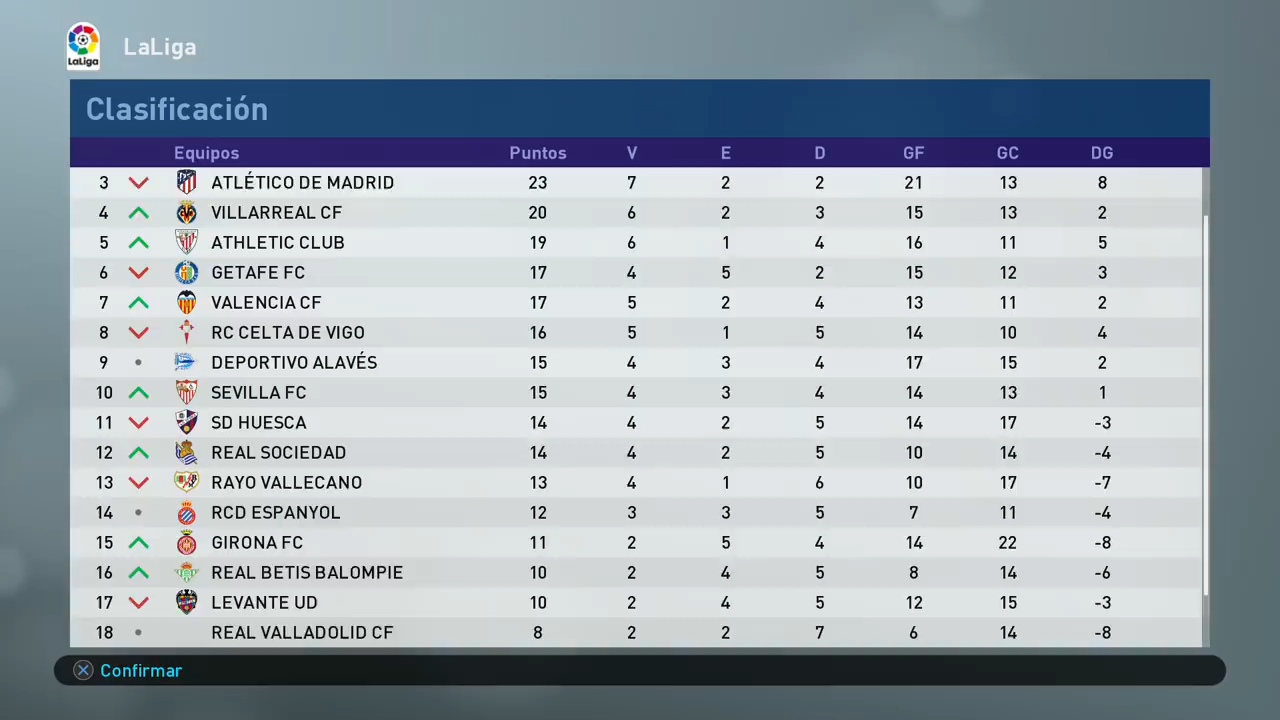 LaLiga
LaLiga
Clasificación
Equipos Puntos V E D GF GC DG
3 ATLÉTICO DE MADRID 23 7 2 2 21 13 8
4 VILLARREAL CF 20 6 2 3 15 13 2
5 ATHLETIC CLUB 19 6 1 4 16 11 5
6 GETAFE FC 17 4 5 2 15 12 3
7 VALENCIA CF 17 5 2 4 13 11 2
8 RC CELTA DE VIGO 16 5 1 5 14 10 4
9 DEPORTIVO ALAVÉS 15 4 3 4 17 15 2
10 SEVILLA FC 15 4 3 4 14 13 1
11 SD HUESCA 14 4 2 5 14 17 -3
12 REAL SOCIEDAD 14 4 2 5 10 14 -4
13 RAYO VALLECANO 13 4 1 6 10 17 -7
14 RCD ESPANYOL 12 3 3 5 7 11 -4
15 GIRONA FC 11 2 5 4 14 22 -8
16 REAL BETIS BALOMPIE 10 2 4 5 8 14 -6
17 LEVANTE UD 10 2 4 5 12 15 -3
18 REAL VALLADOLID CF 8 2 2 7 6 14 -8
Confirmar